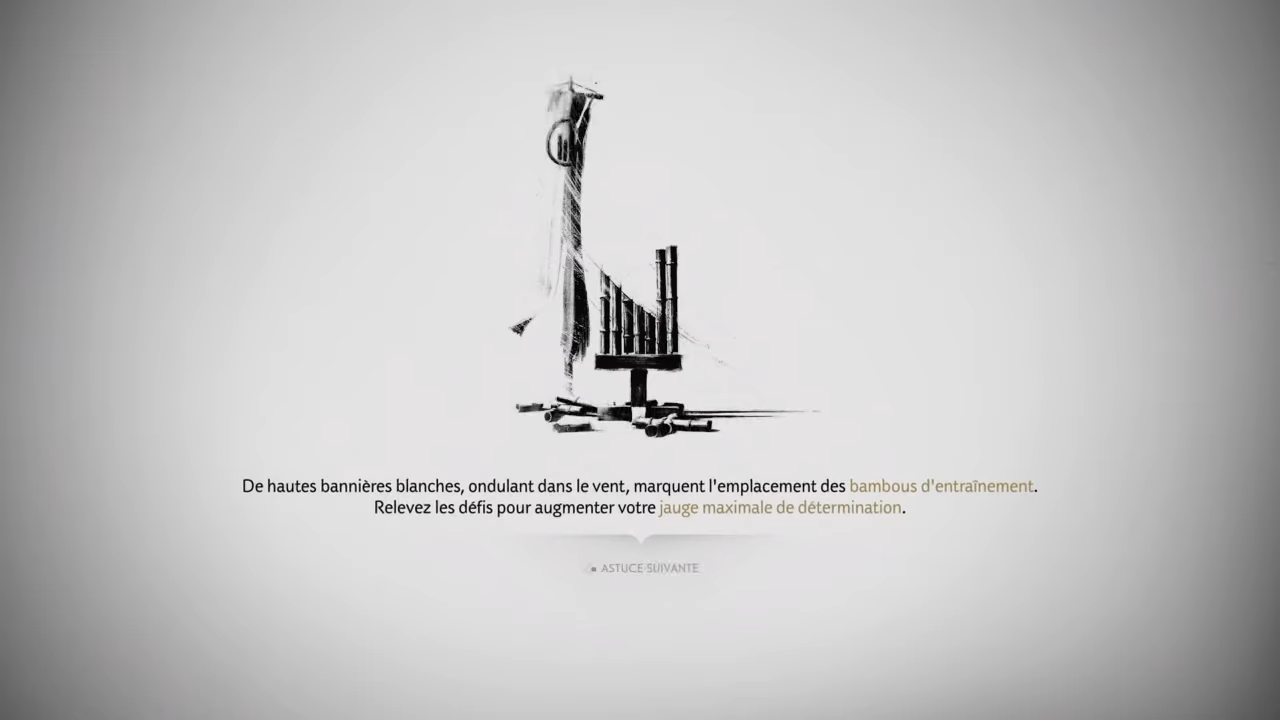 De hautes bannières blanches, ondulant dans le vent, marquent l'emplacement des bambous d'entraînement.
Relevez les défis pour augmenter votre jauge maximale de détermination.
ASTUCE SUIVANTE